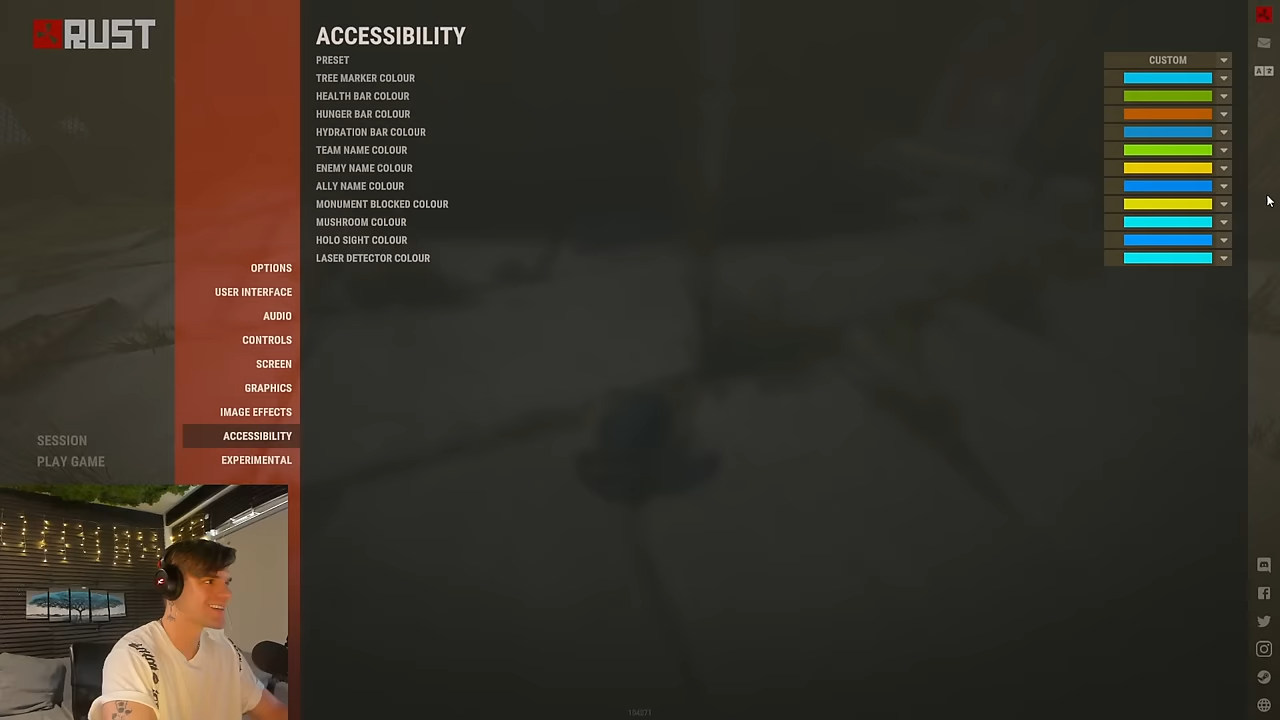 RUST
ACCESSIBILITY
PRESET
CUSTOM
TREE MARKER COLOUR
HEALTH BAR COLOUR
HUNGER BAR COLOUR
HYDRATION BAR COLOUR
TEAM NAME COLOUR
ENEMY NAME COLOUR
ALLY NAME COLOUR
MONUMENT BLOCKED COLOUR
MUSHROOM COLOUR
HOLO SIGHT COLOUR
LASER DETECTOR COLOUR
OPTIONS
USER INTERFACE
AUDIO
CONTROLS
SCREEN
GRAPHICS
IMAGE EFFECTS
ACCESSIBILITY
EXPERIMENTAL
SESSION
PLAY GAME